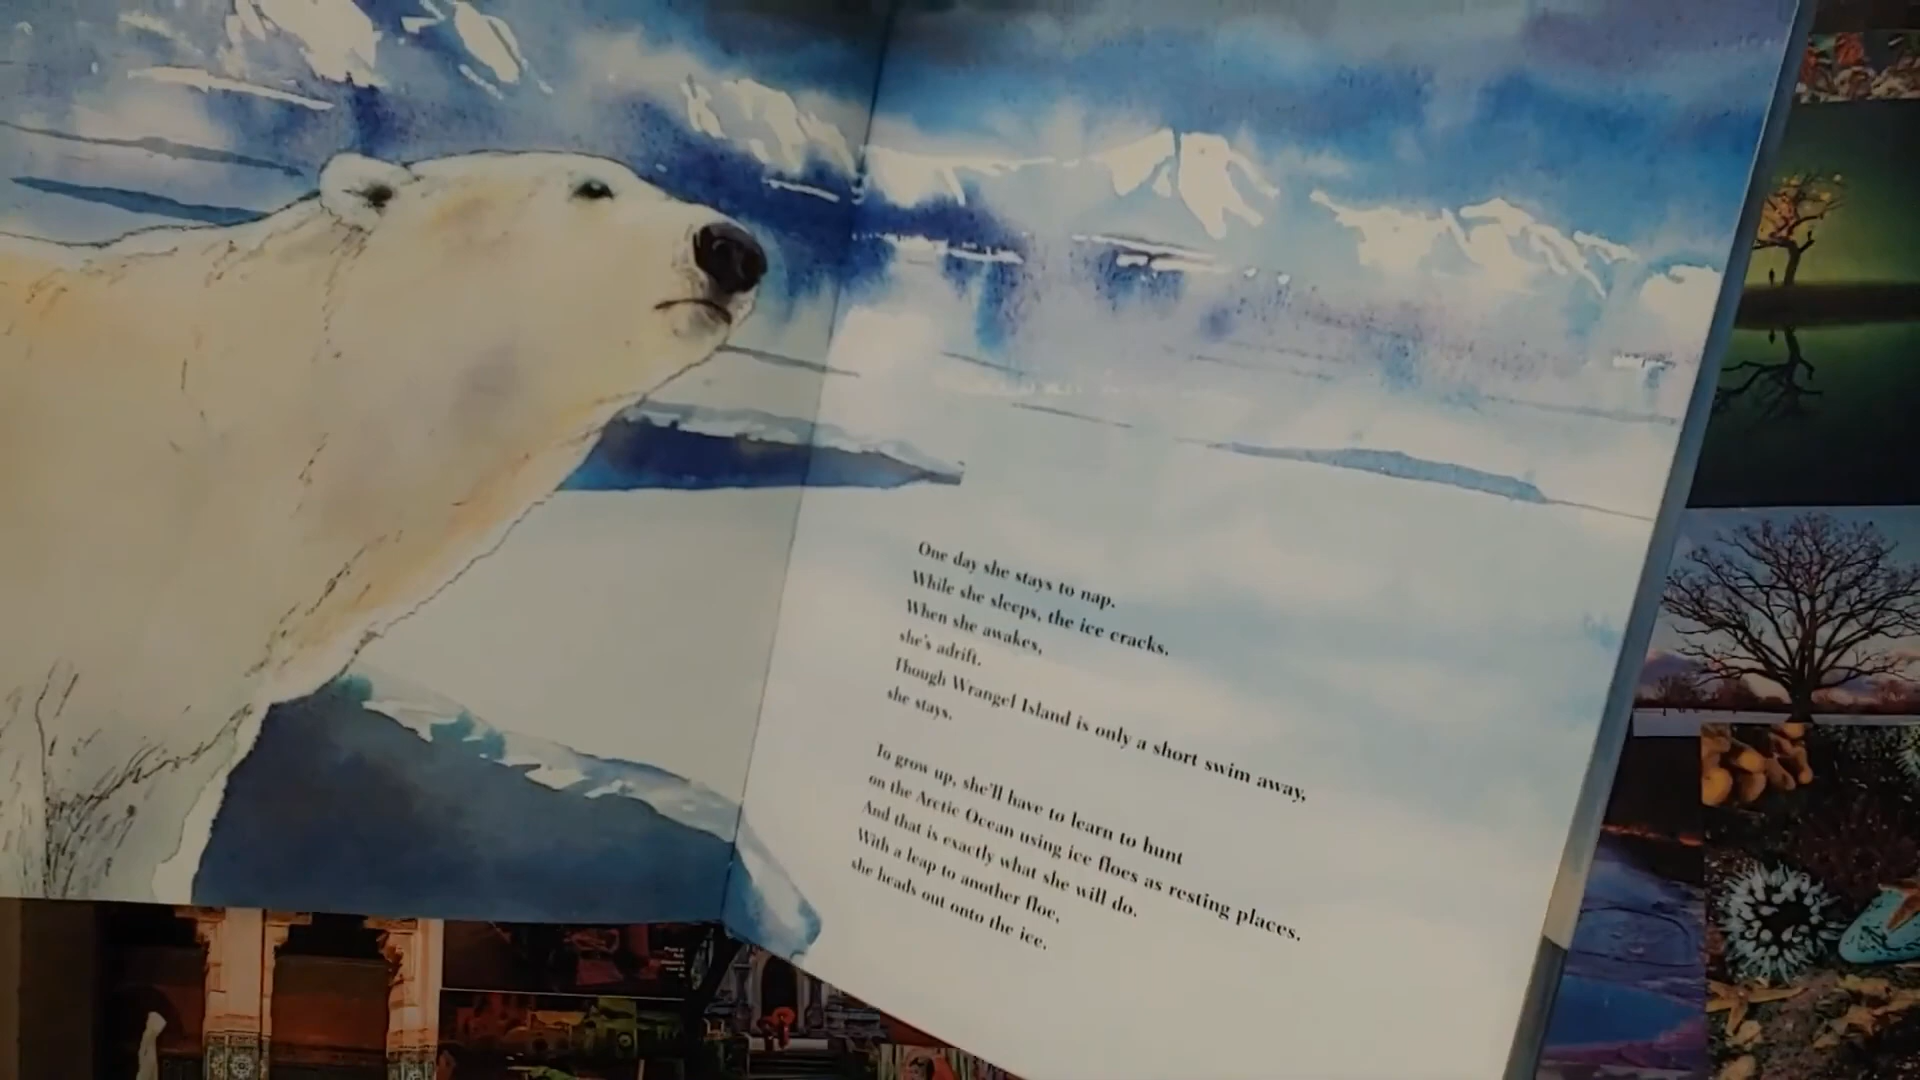 One day she stays to nap.
While she sleeps, the ice cracks.
When she awakes,
she's adrift.
Though Wrangel Island is only a short swim away,
she stays.
To grow up, she'll have to learn to hunt
on the Arctic Ocean using ice floes as resting places.
And that is exactly what she will do.
With a leap to another floe,
she heads out onto the ice.